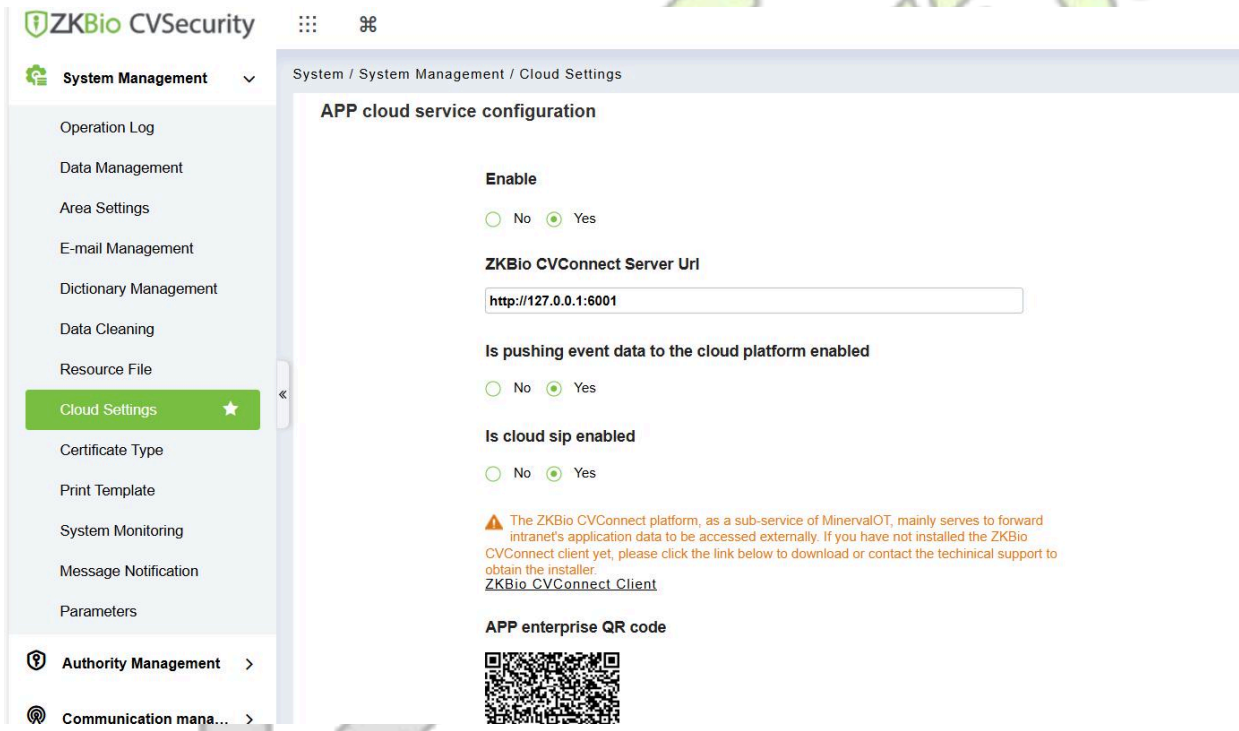 ZKBio CVSecurity
System Management
Operation Log
Data Management
Area Settings
E-mail Management
Dictionary Management
Data Cleaning
Resource File
Cloud Settings
Certificate Type
Print Template
System Monitoring
Message Notification
Parameters
Authority Management
Communication mana...
System / System Management / Cloud Settings
APP cloud service configuration
Enable
No Yes
ZKBio CVConnect Server Url
http://127.0.0.1:6001
Is pushing event data to the cloud platform enabled
No Yes
Is cloud sip enabled
No Yes
The ZKBio CVConnect platform, as a sub-service of MinervaIOT, mainly serves to forward
intranet's application data to be accessed externally. If you have not installed the ZKBio
CVConnect client yet, please click the link below to download or contact the techinical support to
obtain the installer.
ZKBio CVConnect Client
APP enterprise QR code